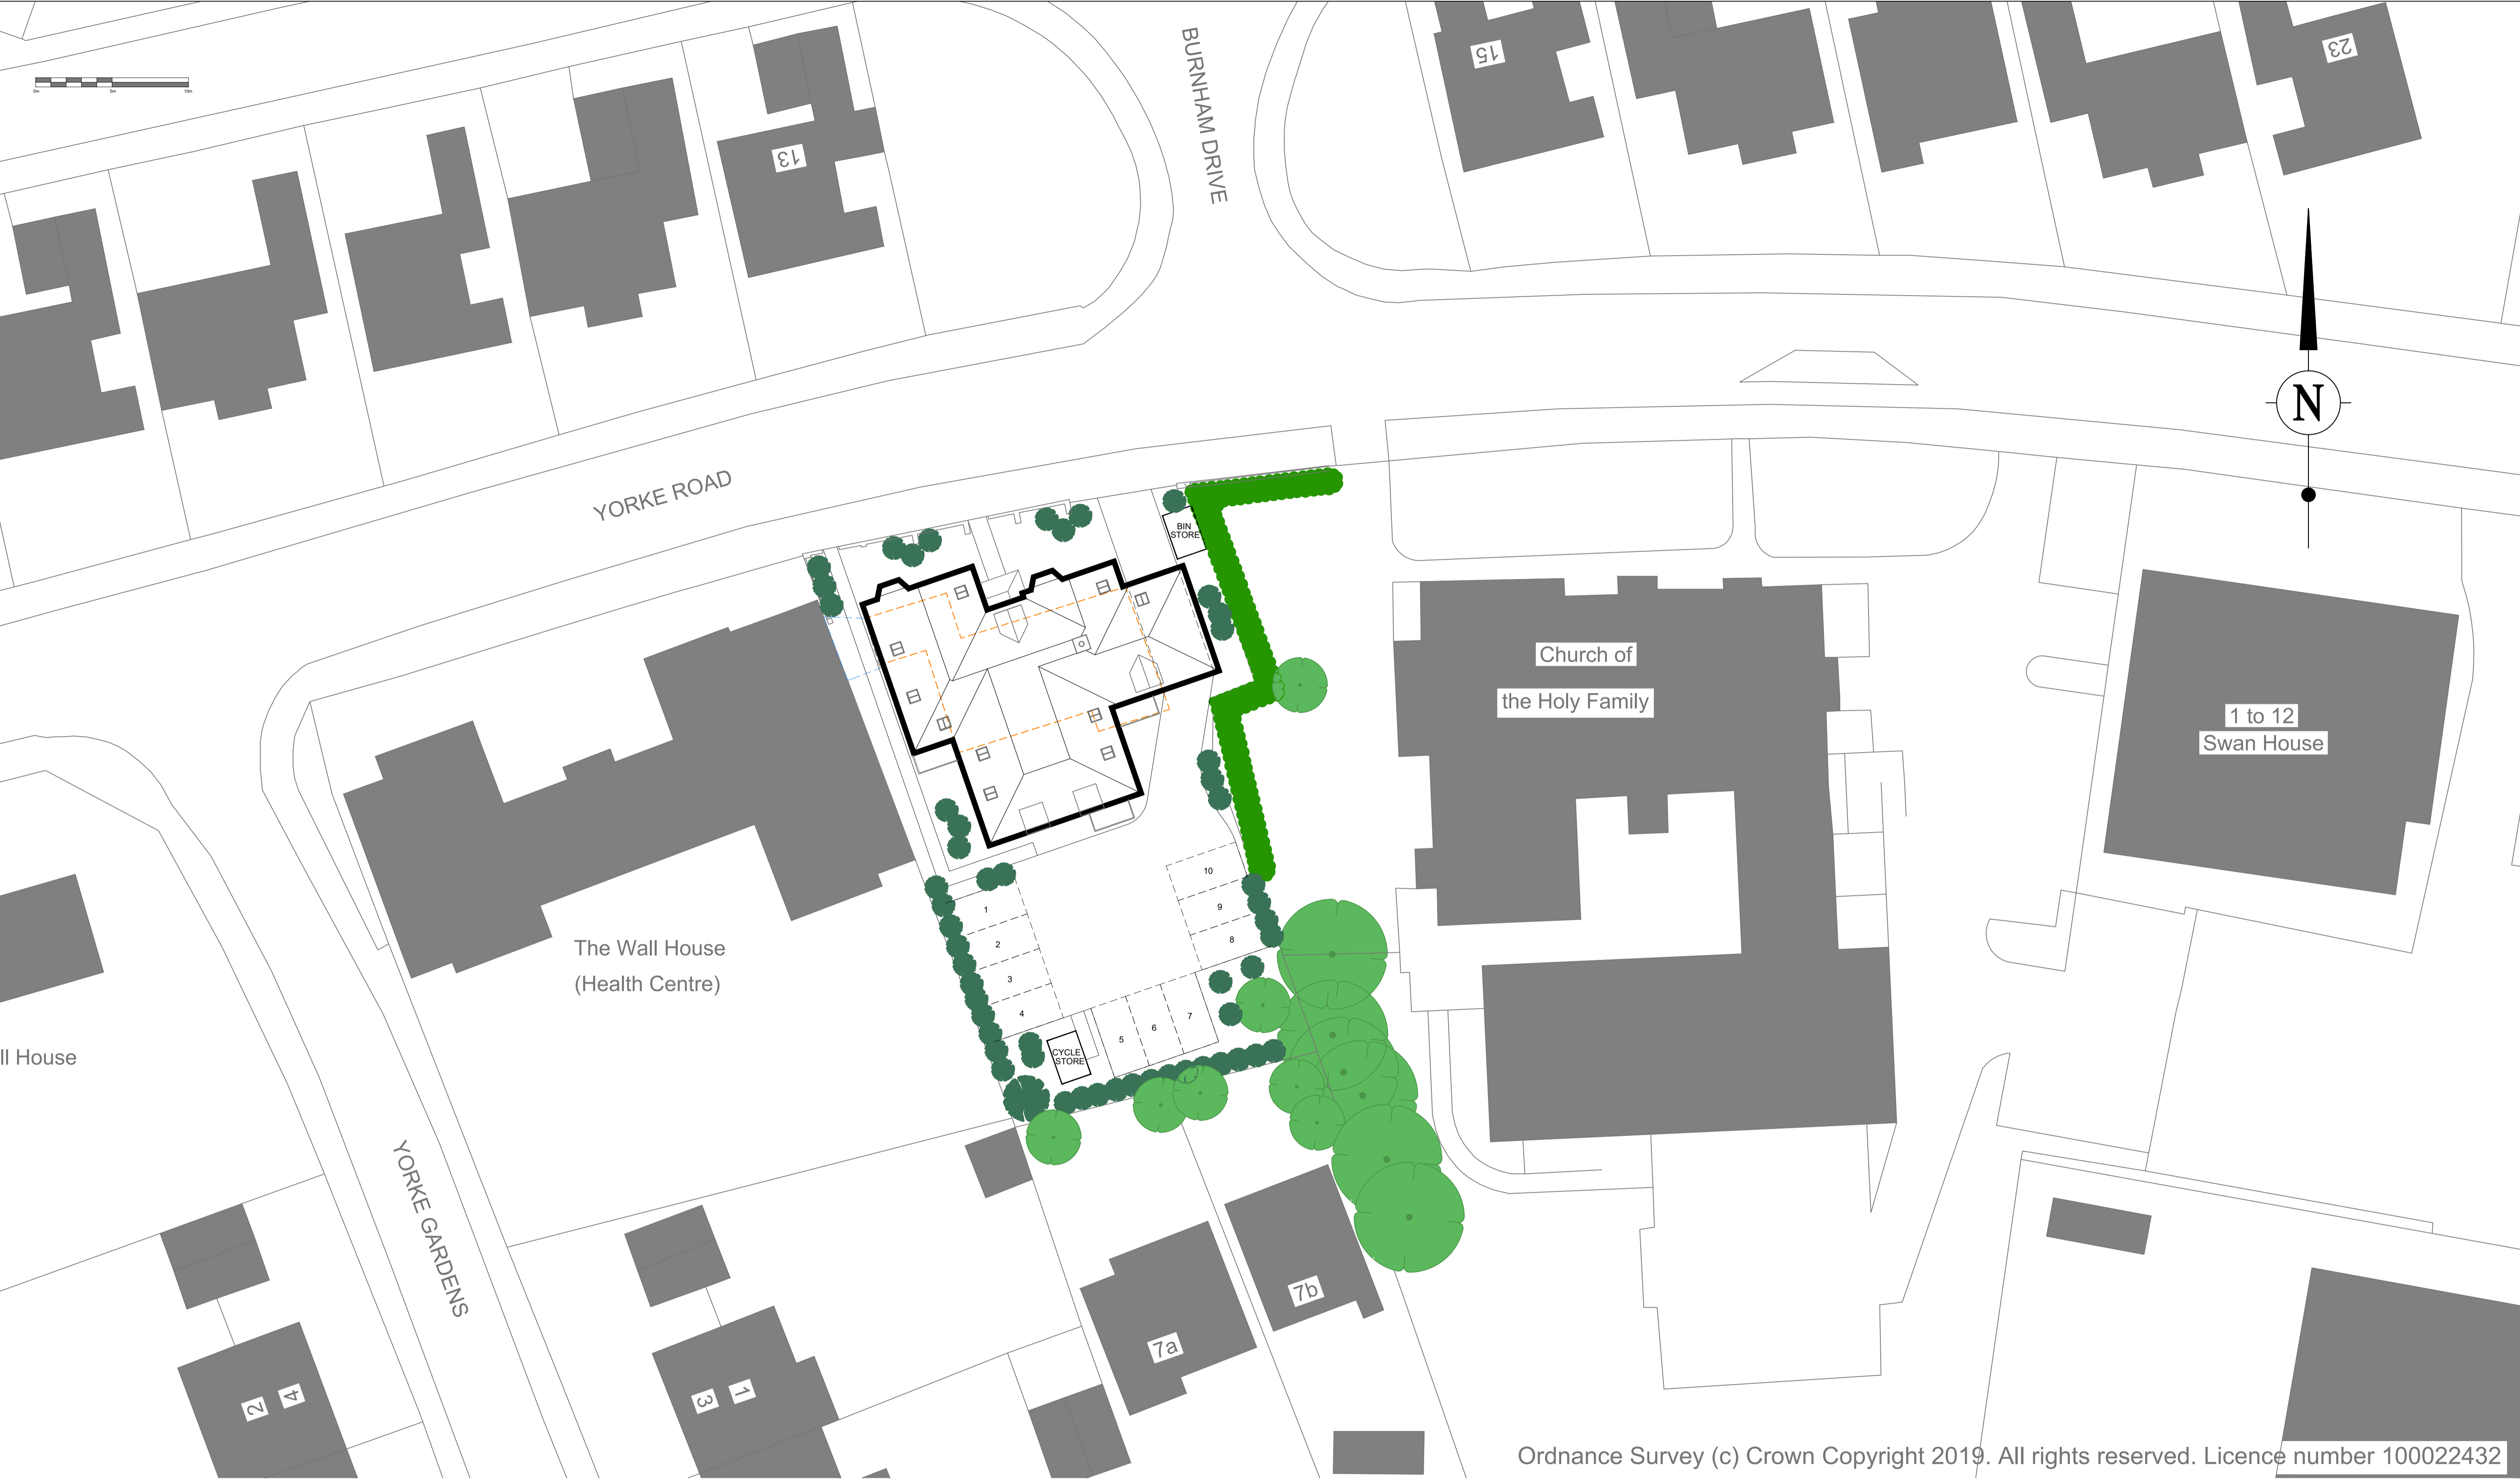 0m 5m 10m
BURNHAM DRIVE
15
23
13
N
YORKE ROAD
BIN
STORE
Church of
the Holy Family
1 to 12
Swan House
10
9
8
1
2
3
4
5
6
7
CYCLE
STORE
The Wall House
(Health Centre)
ll House
YORKE GARDENS
7b
7a
2
4
3
1
Ordnance Survey (c) Crown Copyright 2019. All rights reserved. Licence number 100022432